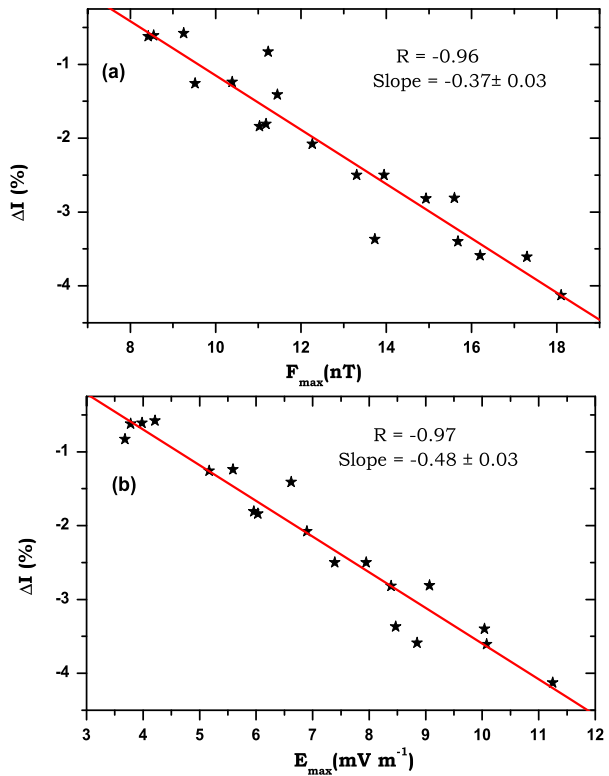 -1
-2
-3
-4
ΔI (%)
(a)
R = -0.96
Slope = -0.37± 0.03
8 10 12 14 16 18
Fmax(nT)
-1
-2
-3
-4
ΔI (%)
(b)
R = -0.97
Slope = -0.48 ± 0.03
3 4 5 6 7 8 9 10 11 12
Emax(mV m-1)